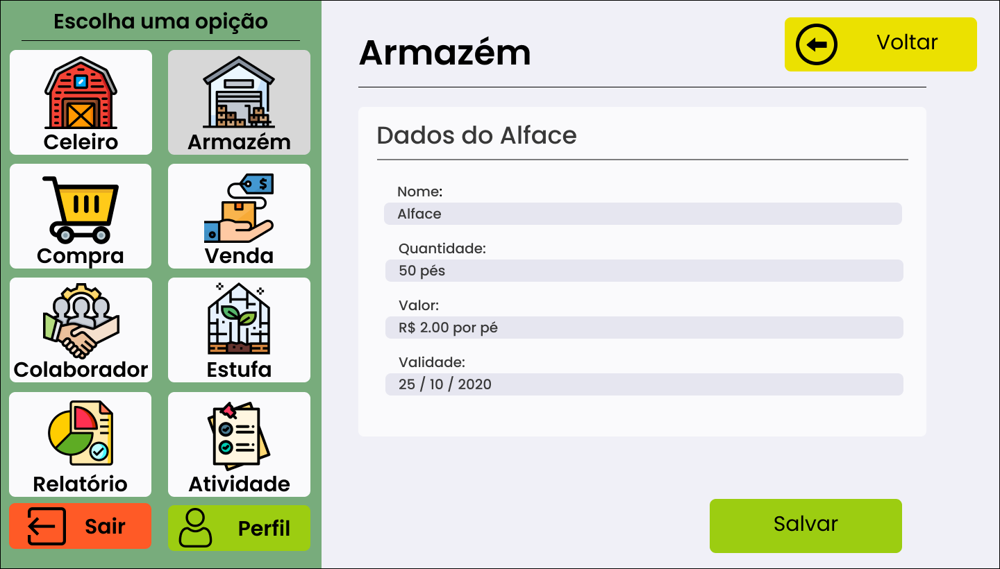 Escolha uma opição
Celeiro
Armazém
Compra
Venda
Colaborador
Estufa
Relatório
Atividade
Sair
Perfil
Armazém
Voltar
Dados do Alface
Nome:
Alface
Quantidade:
50 pés
Valor:
R$ 2.00 por pé
Validade:
25 / 10 / 2020
Salvar